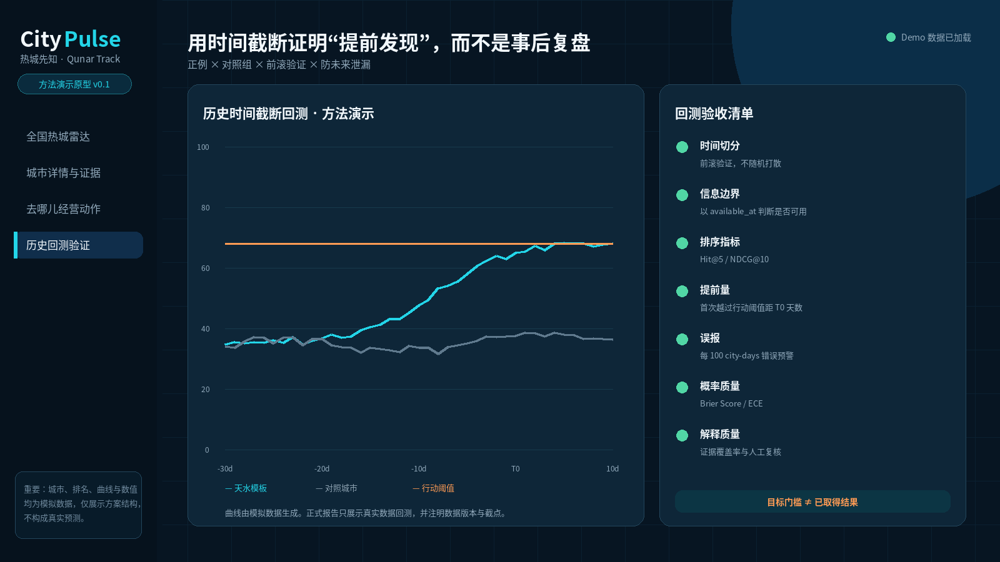 CityPulse
热城先知 · Qunar Track
方法演示原型 v0.1
全国热城雷达
城市详情与证据
去哪儿经营动作
历史回测验证
重要：城市、排名、曲线与数值
均为模拟数据，仅展示方案结构，
不构成真实预测。
用时间截断证明“提前发现”，而不是事后复盘
正例 × 对照组 × 前滚验证 × 防未来泄漏
Demo 数据已加载
历史时间截断回测 · 方法演示
100
80
60
40
20
0
-30d
-20d
-10d
T0
10d
— 天水模板
— 对照城市
— 行动阈值
曲线由模拟数据生成。正式报告只展示真实数据回测，并注明数据版本与截点。
回测验收清单
时间切分
前滚验证，不随机打散
信息边界
以 available_at 判断是否可用
排序指标
Hit@5 / NDCG@10
提前量
首次越过行动阈值距 T0 天数
误报
每 100 city-days 错误预警
概率质量
Brier Score / ECE
解释质量
证据覆盖率与人工复核
目标门槛 ≠ 已取得结果